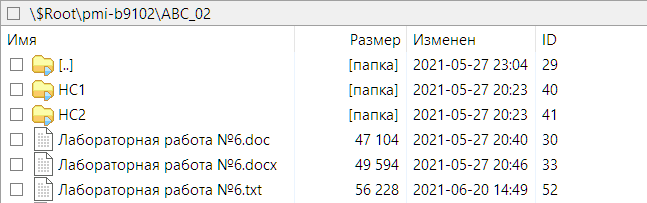 \$Root\pmi-b9102\ABC_02
Имя Размер Изменен ID
[..] [папка] 2021-05-27 23:04 29
НС1 [папка] 2021-05-27 20:23 40
НС2 [папка] 2021-05-27 20:23 41
Лабораторная работа №6.doc 47 104 2021-05-27 20:40 30
Лабораторная работа №6.docx 49 594 2021-05-27 20:46 33
Лабораторная работа №6.txt 56 228 2021-06-20 14:49 52